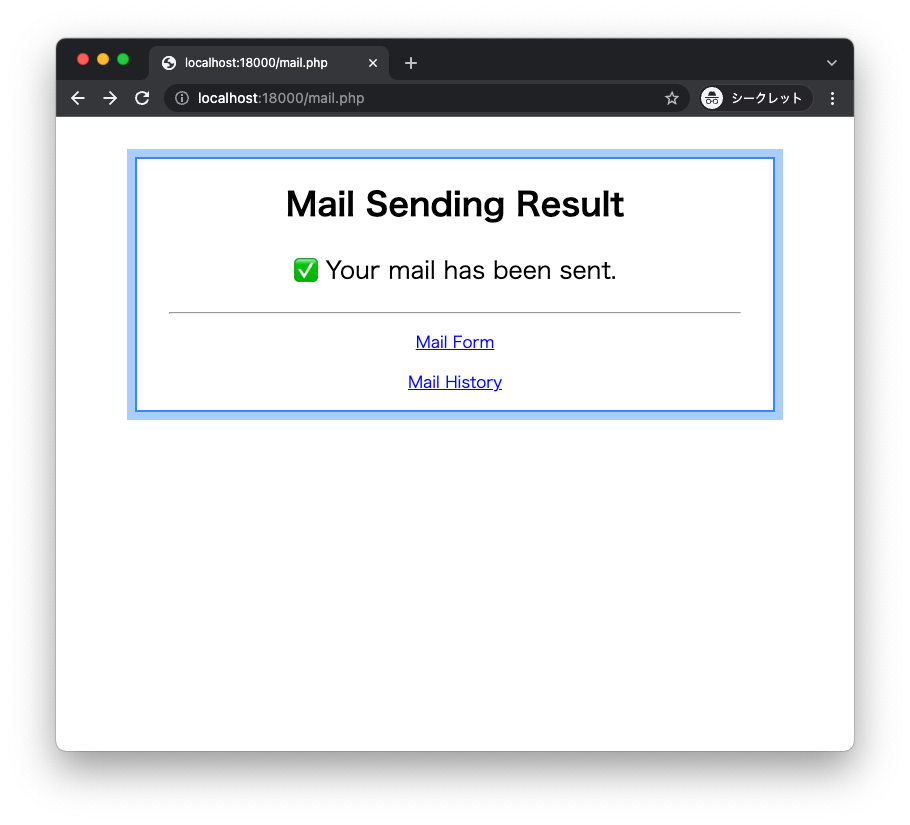 localhost:18000/mail.php
localhost:18000/mail.php
シークレット
Mail Sending Result
✅ Your mail has been sent.
Mail Form
Mail History